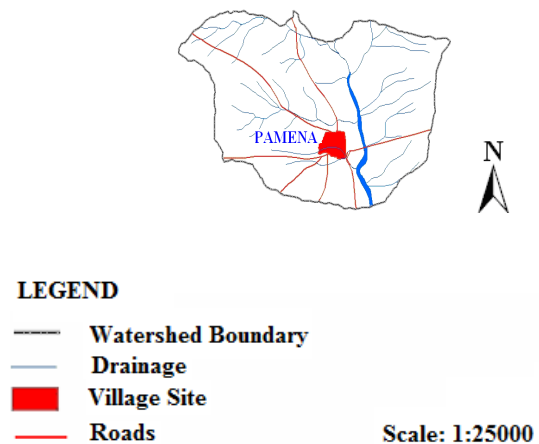 PAMENA
N
LEGEND
Watershed Boundary
Drainage
Village Site
Roads
Scale: 1:25000